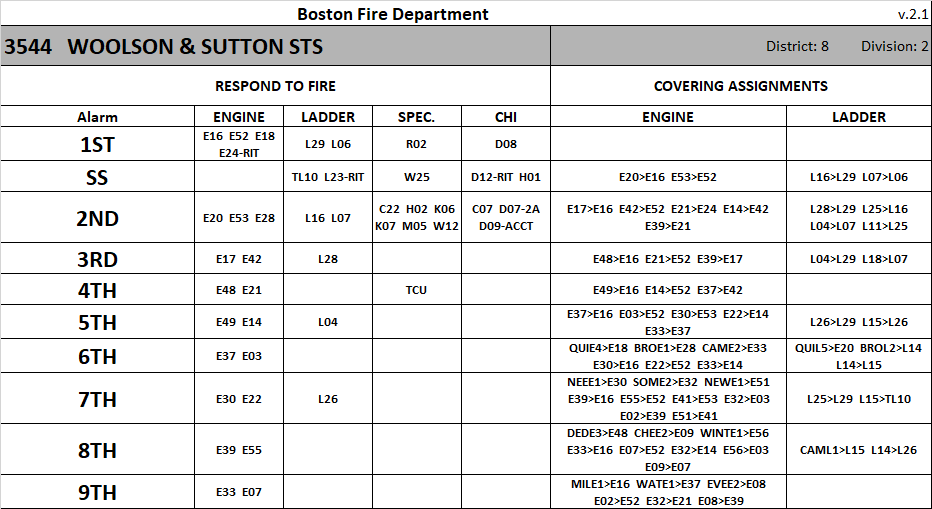 Boston Fire Department v.2.1
3544 WOOLSON & SUTTON STS District: 8 Division: 2
RESPOND TO FIRE COVERING ASSIGNMENTS
Alarm ENGINE LADDER SPEC. CHI ENGINE LADDER
1ST E16 E52 E18 L29 L06 R02 D08
E24-RIT
SS TL10 L23-RIT W25 D12-RIT H01 E20>E16 E53>E52 L16>L29 L07>L06
2ND E20 E53 E28 L16 L07 C22 H02 K06 C07 D07-2A E17>E16 E42>E52 E21>E24 E14>E42 L28>L29 L25>L16
K07 M05 W12 D09-ACCT E39>E21 L04>L07 L11>L25
3RD E17 E42 L28 E48>E16 E21>E52 E39>E17 L04>L29 L18>L07
4TH E48 E21 TCU E49>E16 E14>E52 E37>E42
5TH E49 E14 L04 E37>E16 E03>E52 E30>E53 E22>E14 L26>L29 L15>L26
E33>E37
6TH E37 E03 QUIE4>E18 BROE1>E28 CAME2>E33 QUIL5>E20 BROL2>L14
E30>E16 E22>E52 E33>E14 L14>L15
7TH E30 E22 L26 NEEE1>E30 SOME2>E32 NEWE1>E51 L25>L29 L15>TL10
E39>E16 E55>E52 E41>E53 E32>E03
E02>E39 E51>E41
8TH E39 E55 DEDE3>E48 CHEE2>E09 WINTE1>E56 CAML1>L15 L14>L26
E33>E16 E07>E52 E32>E14 E56>E03
E09>E07
9TH E33 E07 MILE1>E16 WATE1>E37 EVEE2>E08
E02>E52 E32>E21 E08>E39